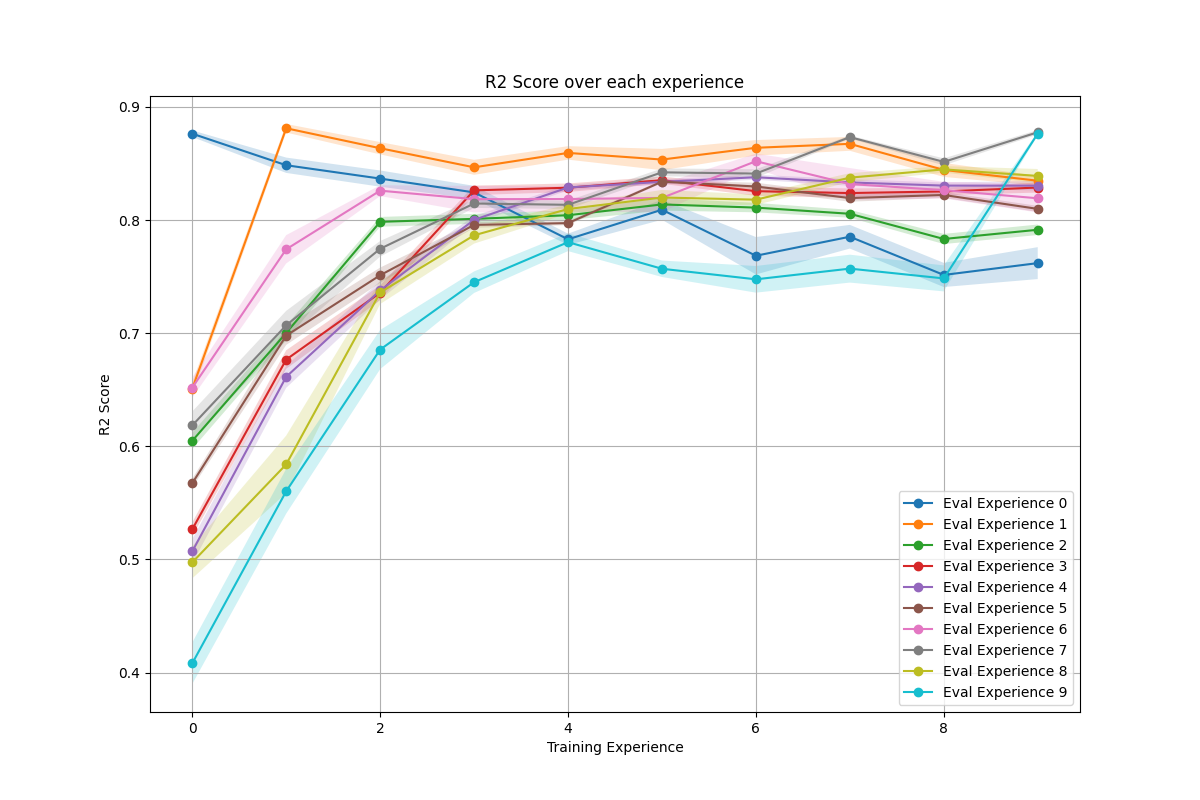 R2 Score over each experience
R2 Score
0.9
0.8
0.7
0.6
0.5
0.4
0 2 4 6 8
Training Experience
Eval Experience 0
Eval Experience 1
Eval Experience 2
Eval Experience 3
Eval Experience 4
Eval Experience 5
Eval Experience 6
Eval Experience 7
Eval Experience 8
Eval Experience 9